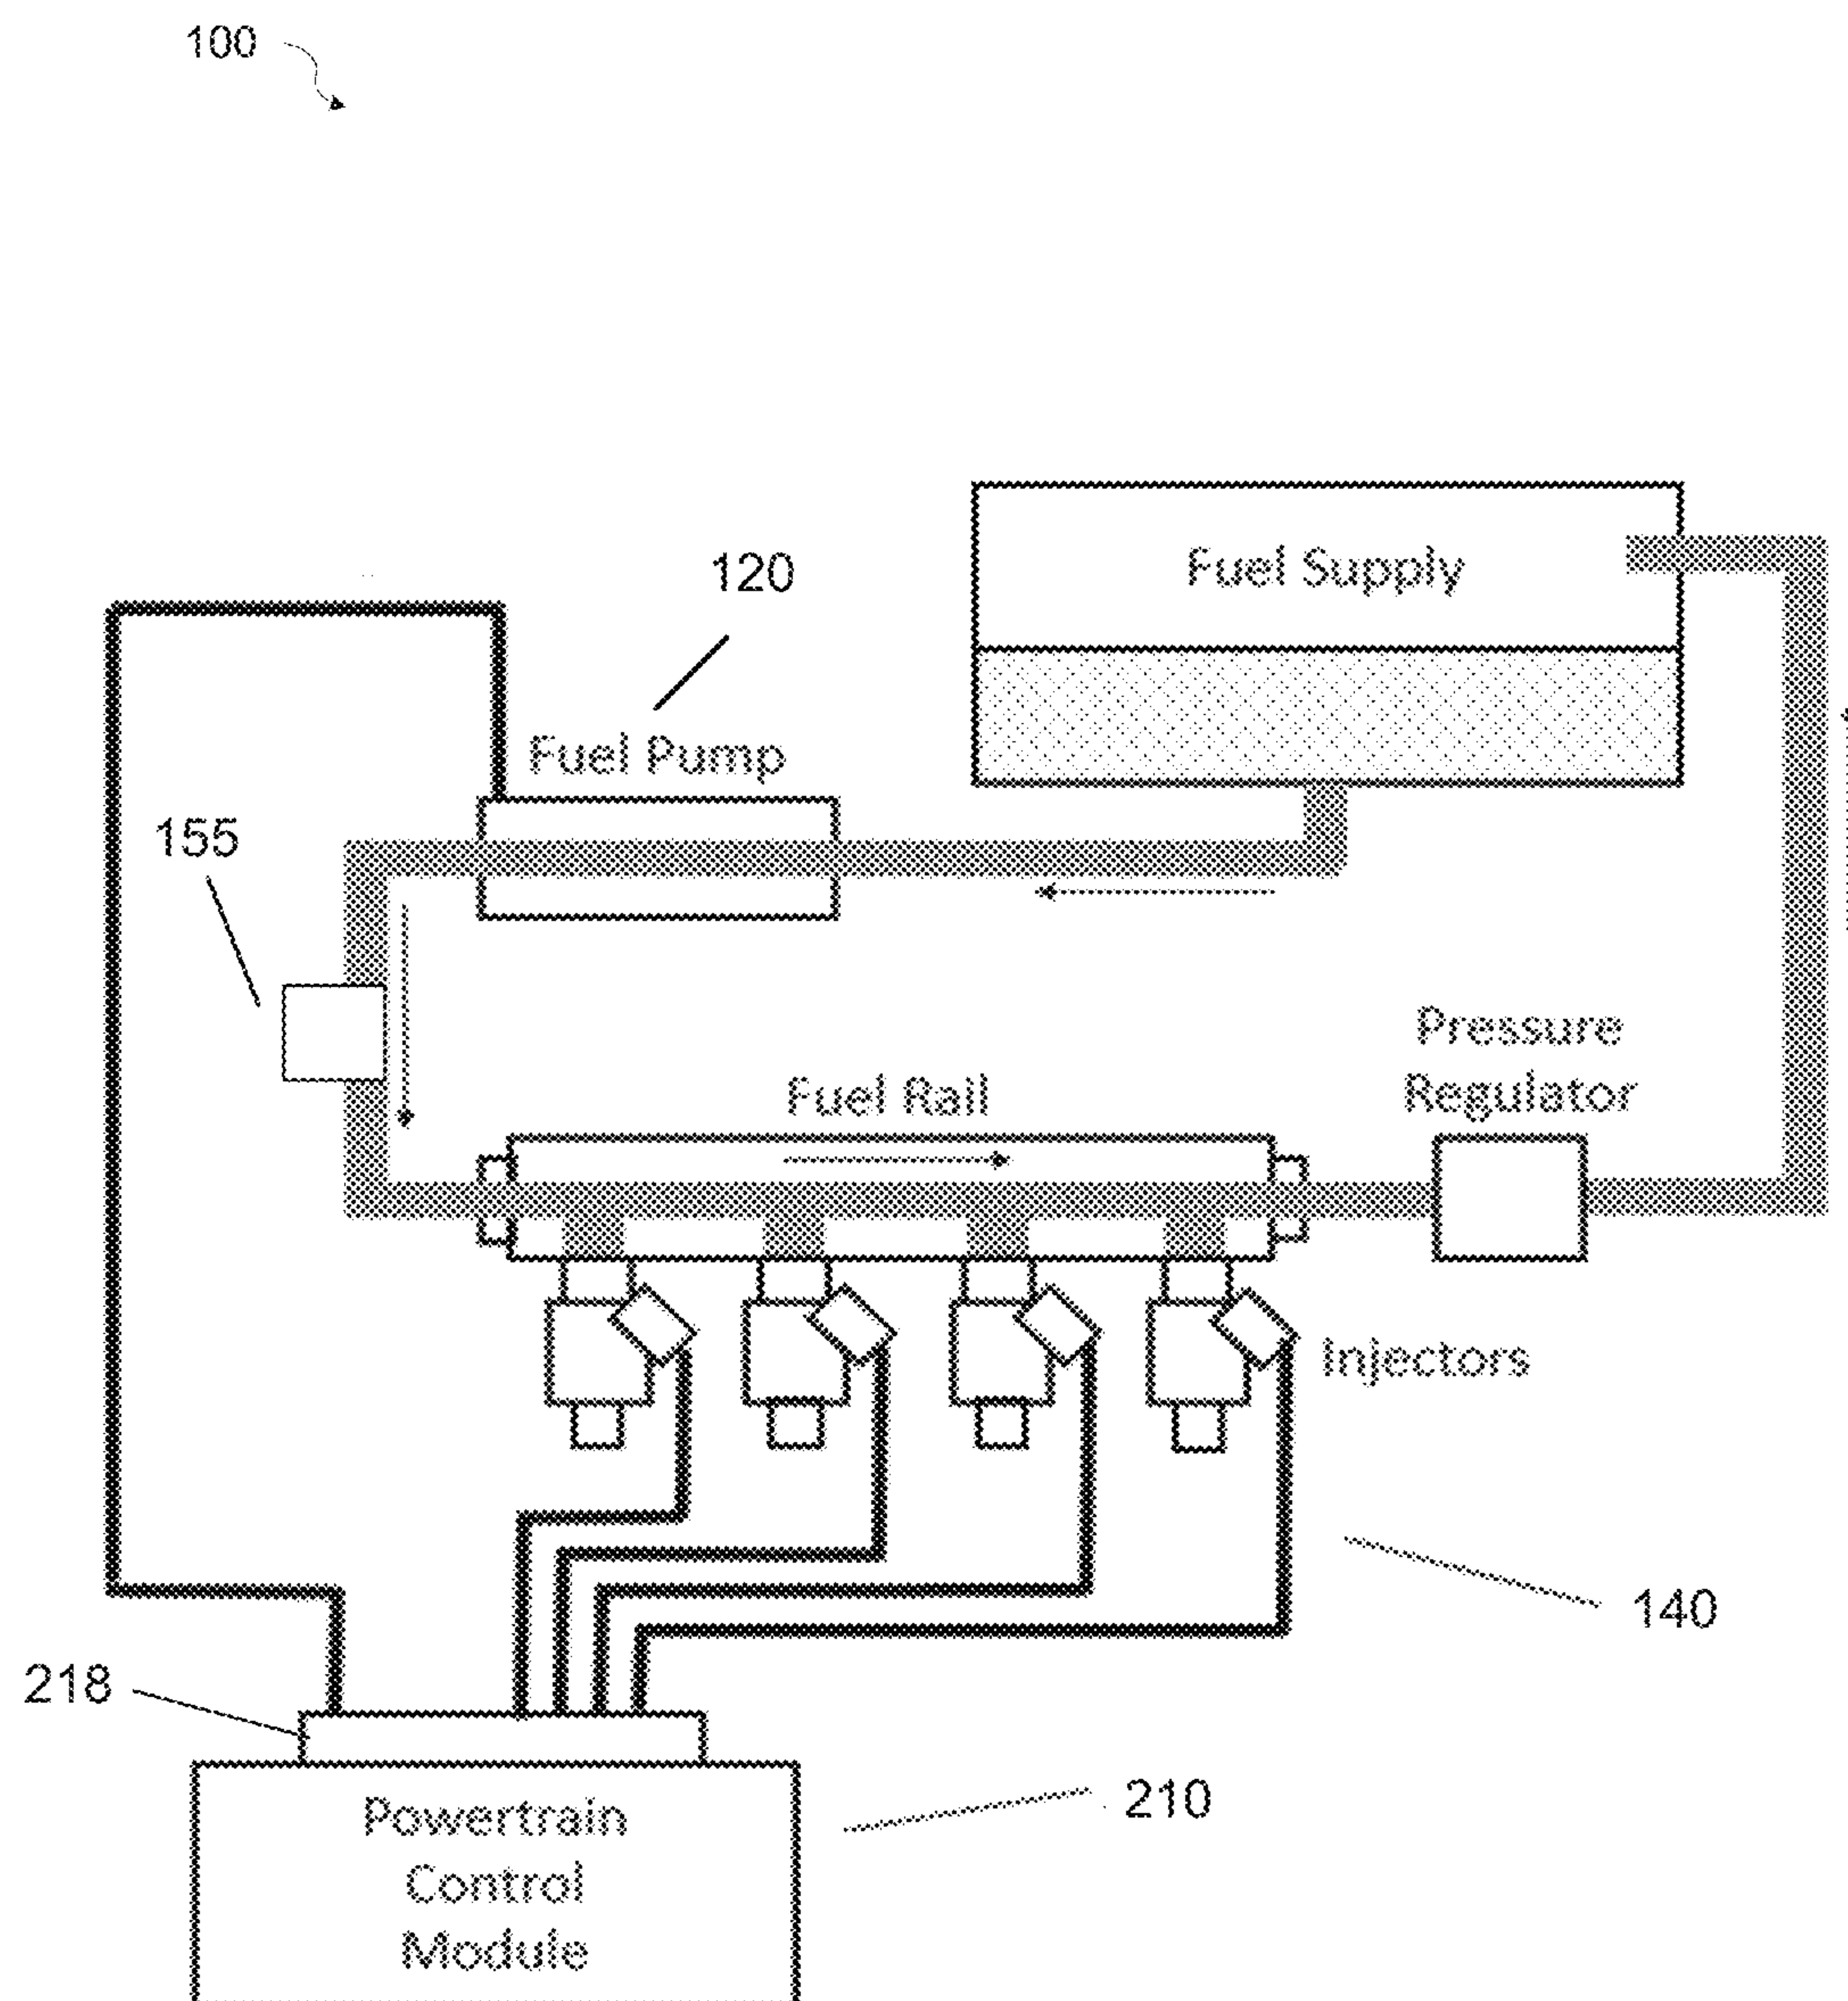 100
Fuel Supply
120
Fuel Pump
155
Pressure
Regulator
Fuel Rail
Injectors
140
218
210
Powertrain
Control
Module